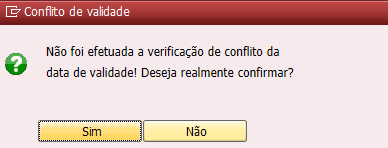 Conflito de validade
Não foi efetuada a verificação de conflito da
data de validade! Deseja realmente confirmar?
Sim
Não